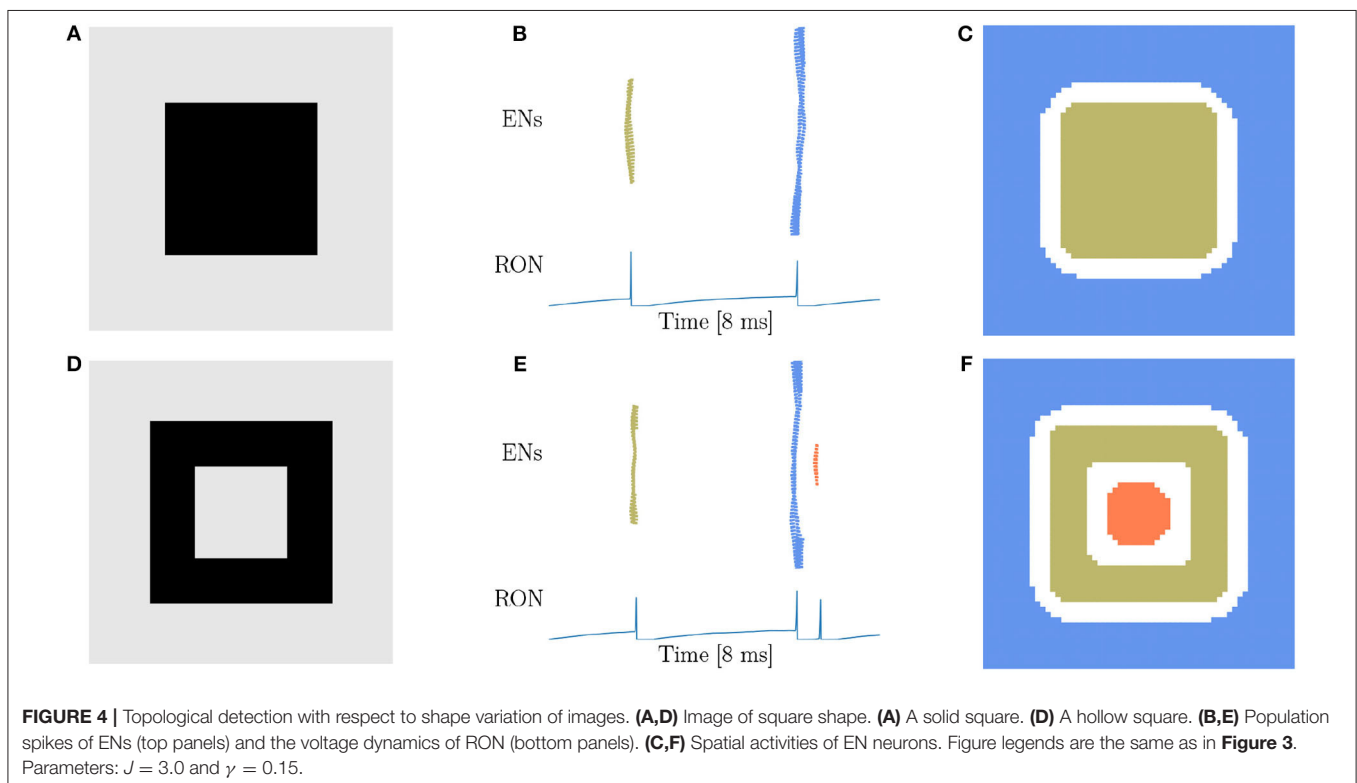 A
B
C
ENs
RON
Time [8 ms]
D
E
F
ENs
RON
Time [8 ms]
FIGURE 4 | Topological detection with respect to shape variation of images. (A,D) Image of square shape. (A) A solid square. (D) A hollow square. (B,E) Population
spikes of ENs (top panels) and the voltage dynamics of RON (bottom panels). (C,F) Spatial activities of EN neurons. Figure legends are the same as in Figure 3.
Parameters: J = 3.0 and γ = 0.15.